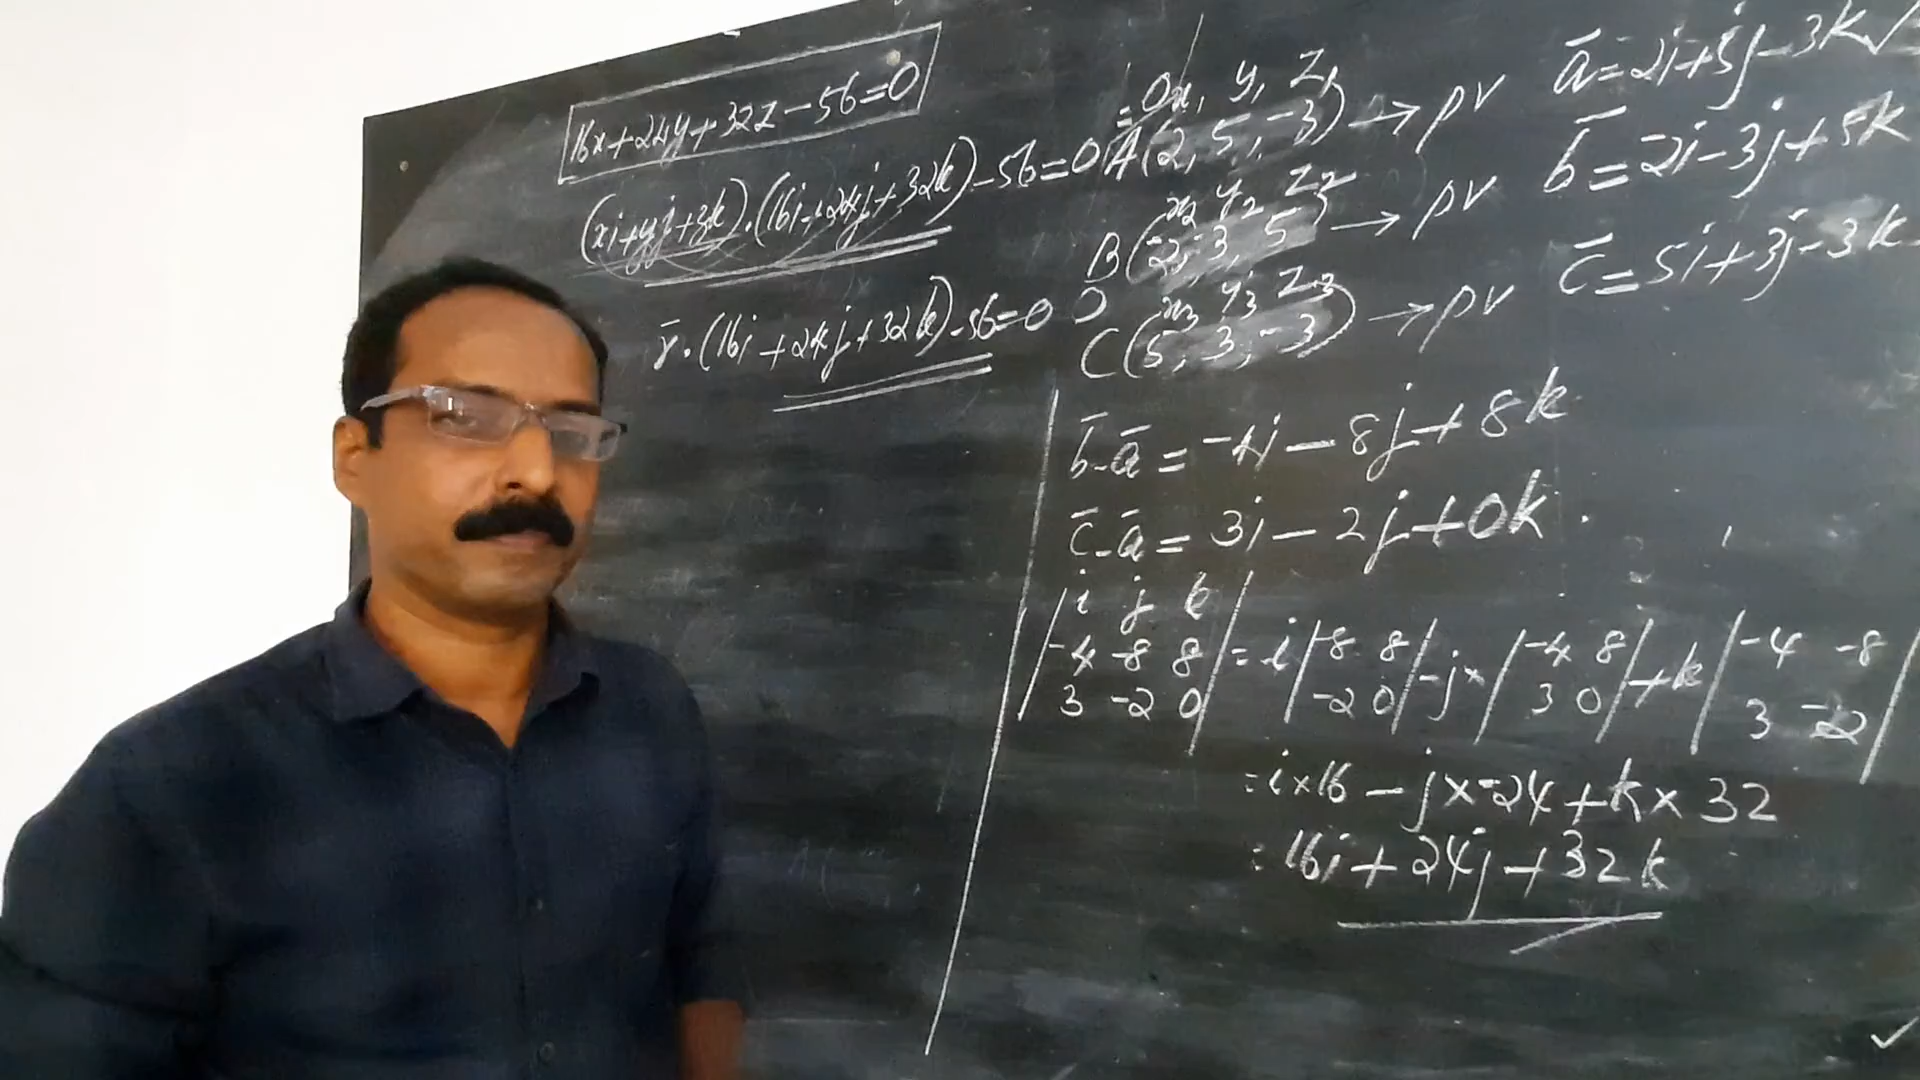 16x+24y+32z-56=0
(xi+yj+zk).(16i+24j+32k)-56=0
r̄.(16i+24j+32k)-56=0
x₁ y₁ z₁
A(2, 5, -3) → pv ā=2i+5j-3k
x₂ y₂ z₂
B(-2, -3, 5) → pv b̄=-2i-3j+5k
x₃ y₃ z₃
C(5, 3, -3) → pv c̄=5i+3j-3k
b̄-ā=-4i-8j+8k
c̄-ā=3i-2j+0k.
|i j k|
|-4 -8 8| = i|-8 8| -j×|-4 8| +k|-4 -8|
|3 -2 0| |-2 0| |3 0| |3 -2|
=i×16-j×-24+k×32
=16i+24j+32k